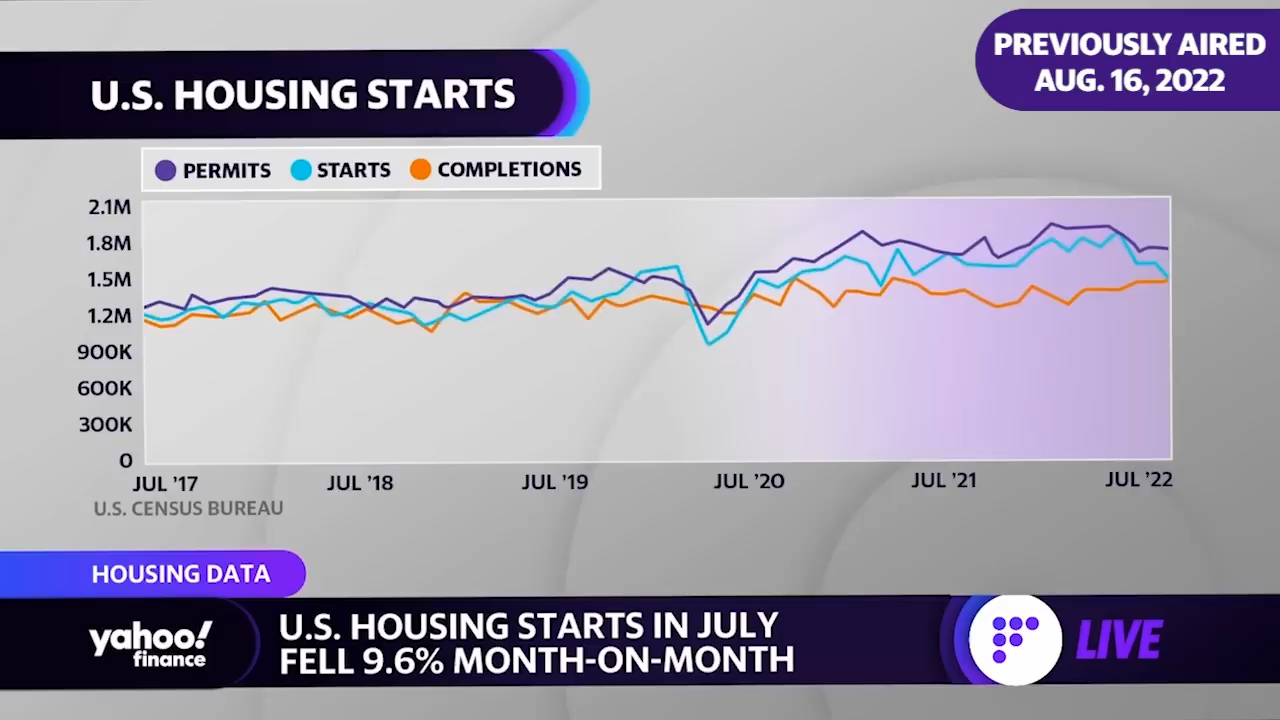 PREVIOUSLY AIRED
AUG. 16, 2022
U.S. HOUSING STARTS
PERMITS STARTS COMPLETIONS
2.1M
1.8M
1.5M
1.2M
900K
600K
300K
0
JUL '17 JUL '18 JUL '19 JUL '20 JUL '21 JUL '22
U.S. CENSUS BUREAU
HOUSING DATA
yahoo!
finance
U.S. HOUSING STARTS IN JULY
FELL 9.6% MONTH-ON-MONTH
LIVE